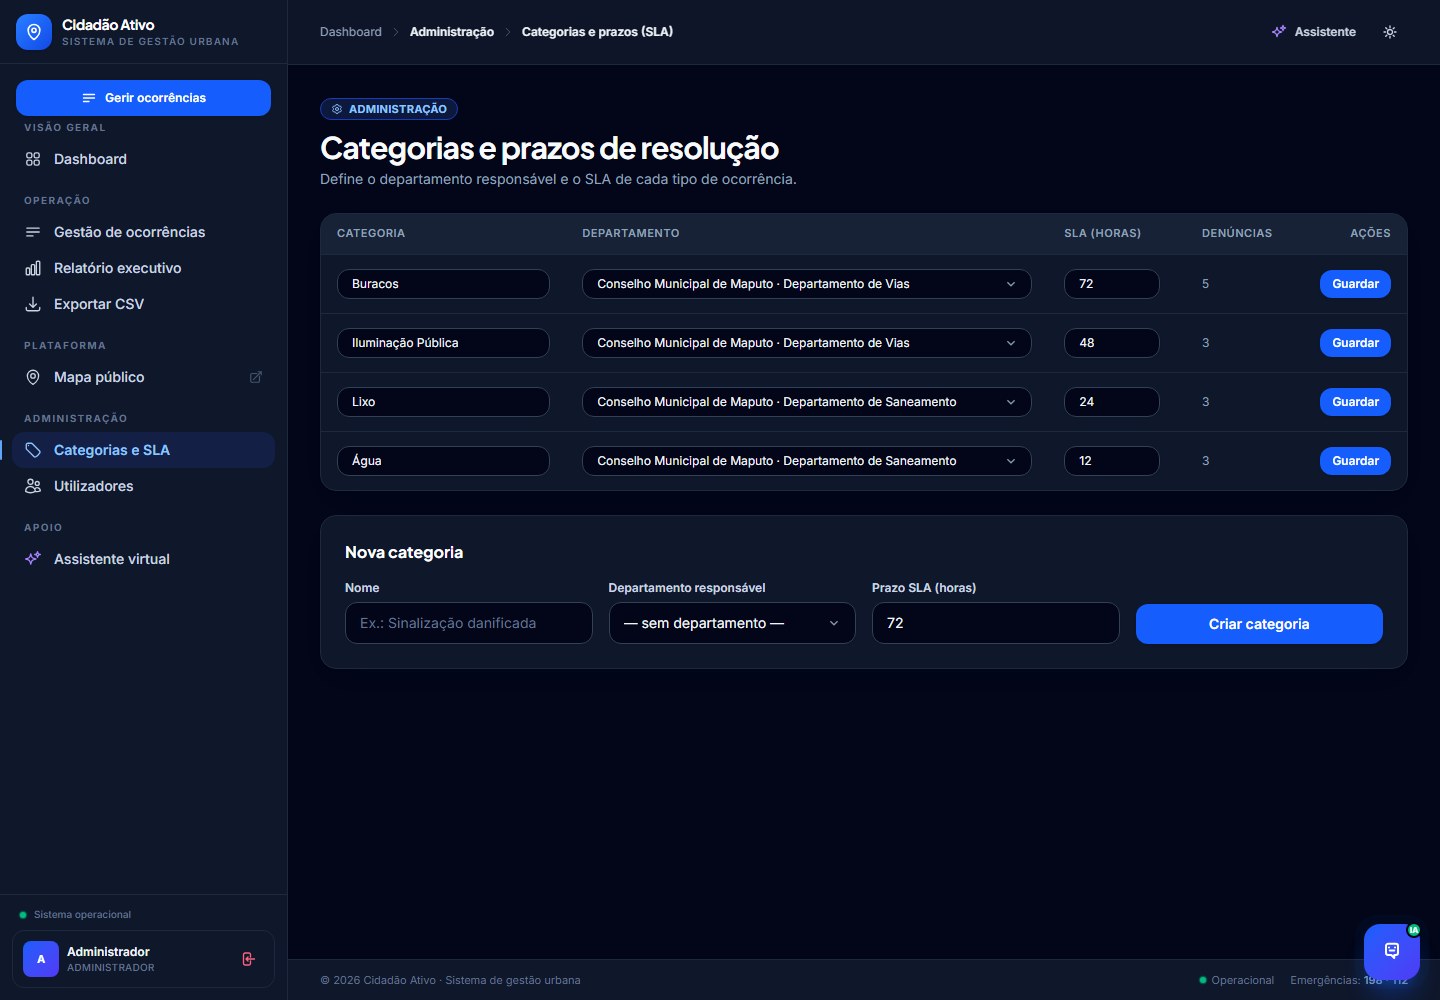 Cidadão Ativo
SISTEMA DE GESTÃO URBANA
Gerir ocorrências
VISÃO GERAL
Dashboard
OPERAÇÃO
Gestão de ocorrências
Relatório executivo
Exportar CSV
PLATAFORMA
Mapa público
ADMINISTRAÇÃO
Categorias e SLA
Utilizadores
APOIO
Assistente virtual
Sistema operacional
A
Administrador
ADMINISTRADOR
Dashboard > Administração > Categorias e prazos (SLA)
Assistente
ADMINISTRAÇÃO
Categorias e prazos de resolução
Define o departamento responsável e o SLA de cada tipo de ocorrência.
CATEGORIA DEPARTAMENTO SLA (HORAS) DENÚNCIAS AÇÕES
Buracos Conselho Municipal de Maputo · Departamento de Vias 72 5 Guardar
Iluminação Pública Conselho Municipal de Maputo · Departamento de Vias 48 3 Guardar
Lixo Conselho Municipal de Maputo · Departamento de Saneamento 24 3 Guardar
Água Conselho Municipal de Maputo · Departamento de Saneamento 12 3 Guardar
Nova categoria
Nome Departamento responsável Prazo SLA (horas)
Ex.: Sinalização danificada — sem departamento — 72 Criar categoria
IA
© 2026 Cidadão Ativo · Sistema de gestão urbana
Operacional Emergências: